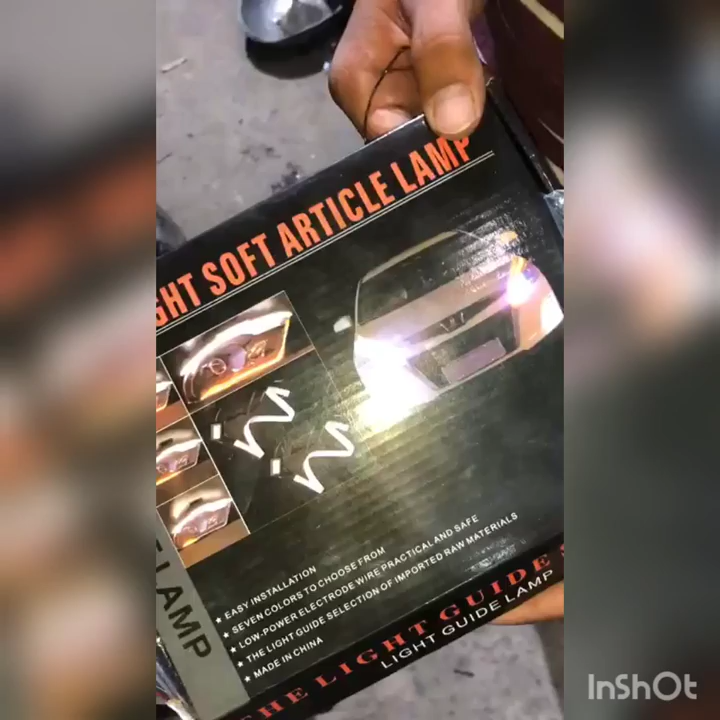 GHT SOFT ARTICLE LAMP
★ EASY INSTALLATION
★ SEVEN COLORS TO CHOOSE FROM
★ LOW-POWER ELECTRODE WIRE PRACTICAL AND SAFE
★ THE LIGHT GUIDE SELECTION OF IMPORTED RAW MATERIALS
★ MADE IN CHINA
LAMP
THE LIGHT GUIDE
LIGHT GUIDE LAMP
InShOt